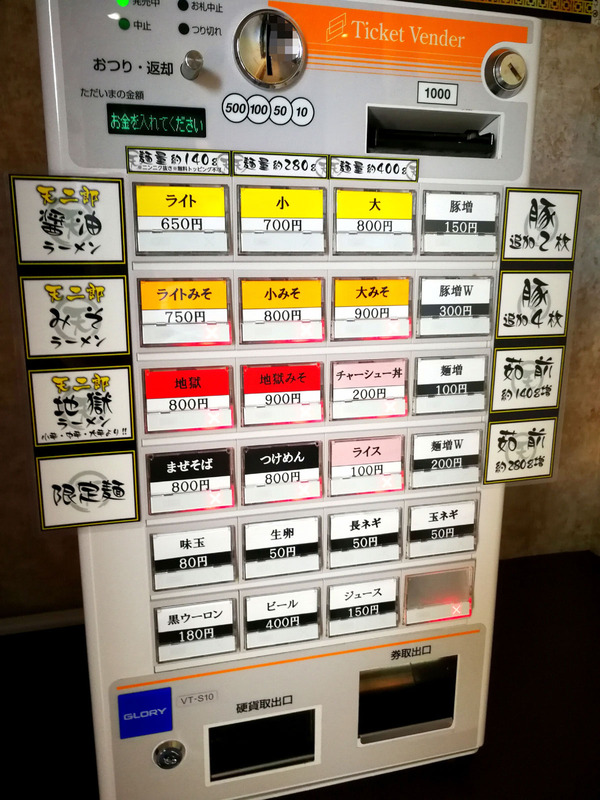 発売中
お札中止
中止
つり切れ
Ticket Vender
おつり・返却
ただいまの金額
お金を入れてください
500 100 50 10
1000
麺量 約140g
麺量 約280g
麺量 約400g
天二郎
醤油
ラーメン
ライト
650円
小
700円
大
800円
豚増
150円
豚
追加2枚
天二郎
みそ
ラーメン
ライトみそ
750円
小みそ
800円
大みそ
900円
豚増W
300円
豚
追加4枚
天二郎
地獄
ラーメン
地獄
800円
地獄みそ
900円
チャーシュー丼
200円
麺増
100円
茹前
約140g増
限定麺
まぜそば
800円
つけめん
800円
ライス
100円
麺増W
200円
茹前
約280g増
味玉
80円
生卵
50円
長ネギ
50円
玉ネギ
50円
黒ウーロン
180円
ビール
400円
ジュース
150円
GLORY
VT-S10
硬貨取出口
券取出口